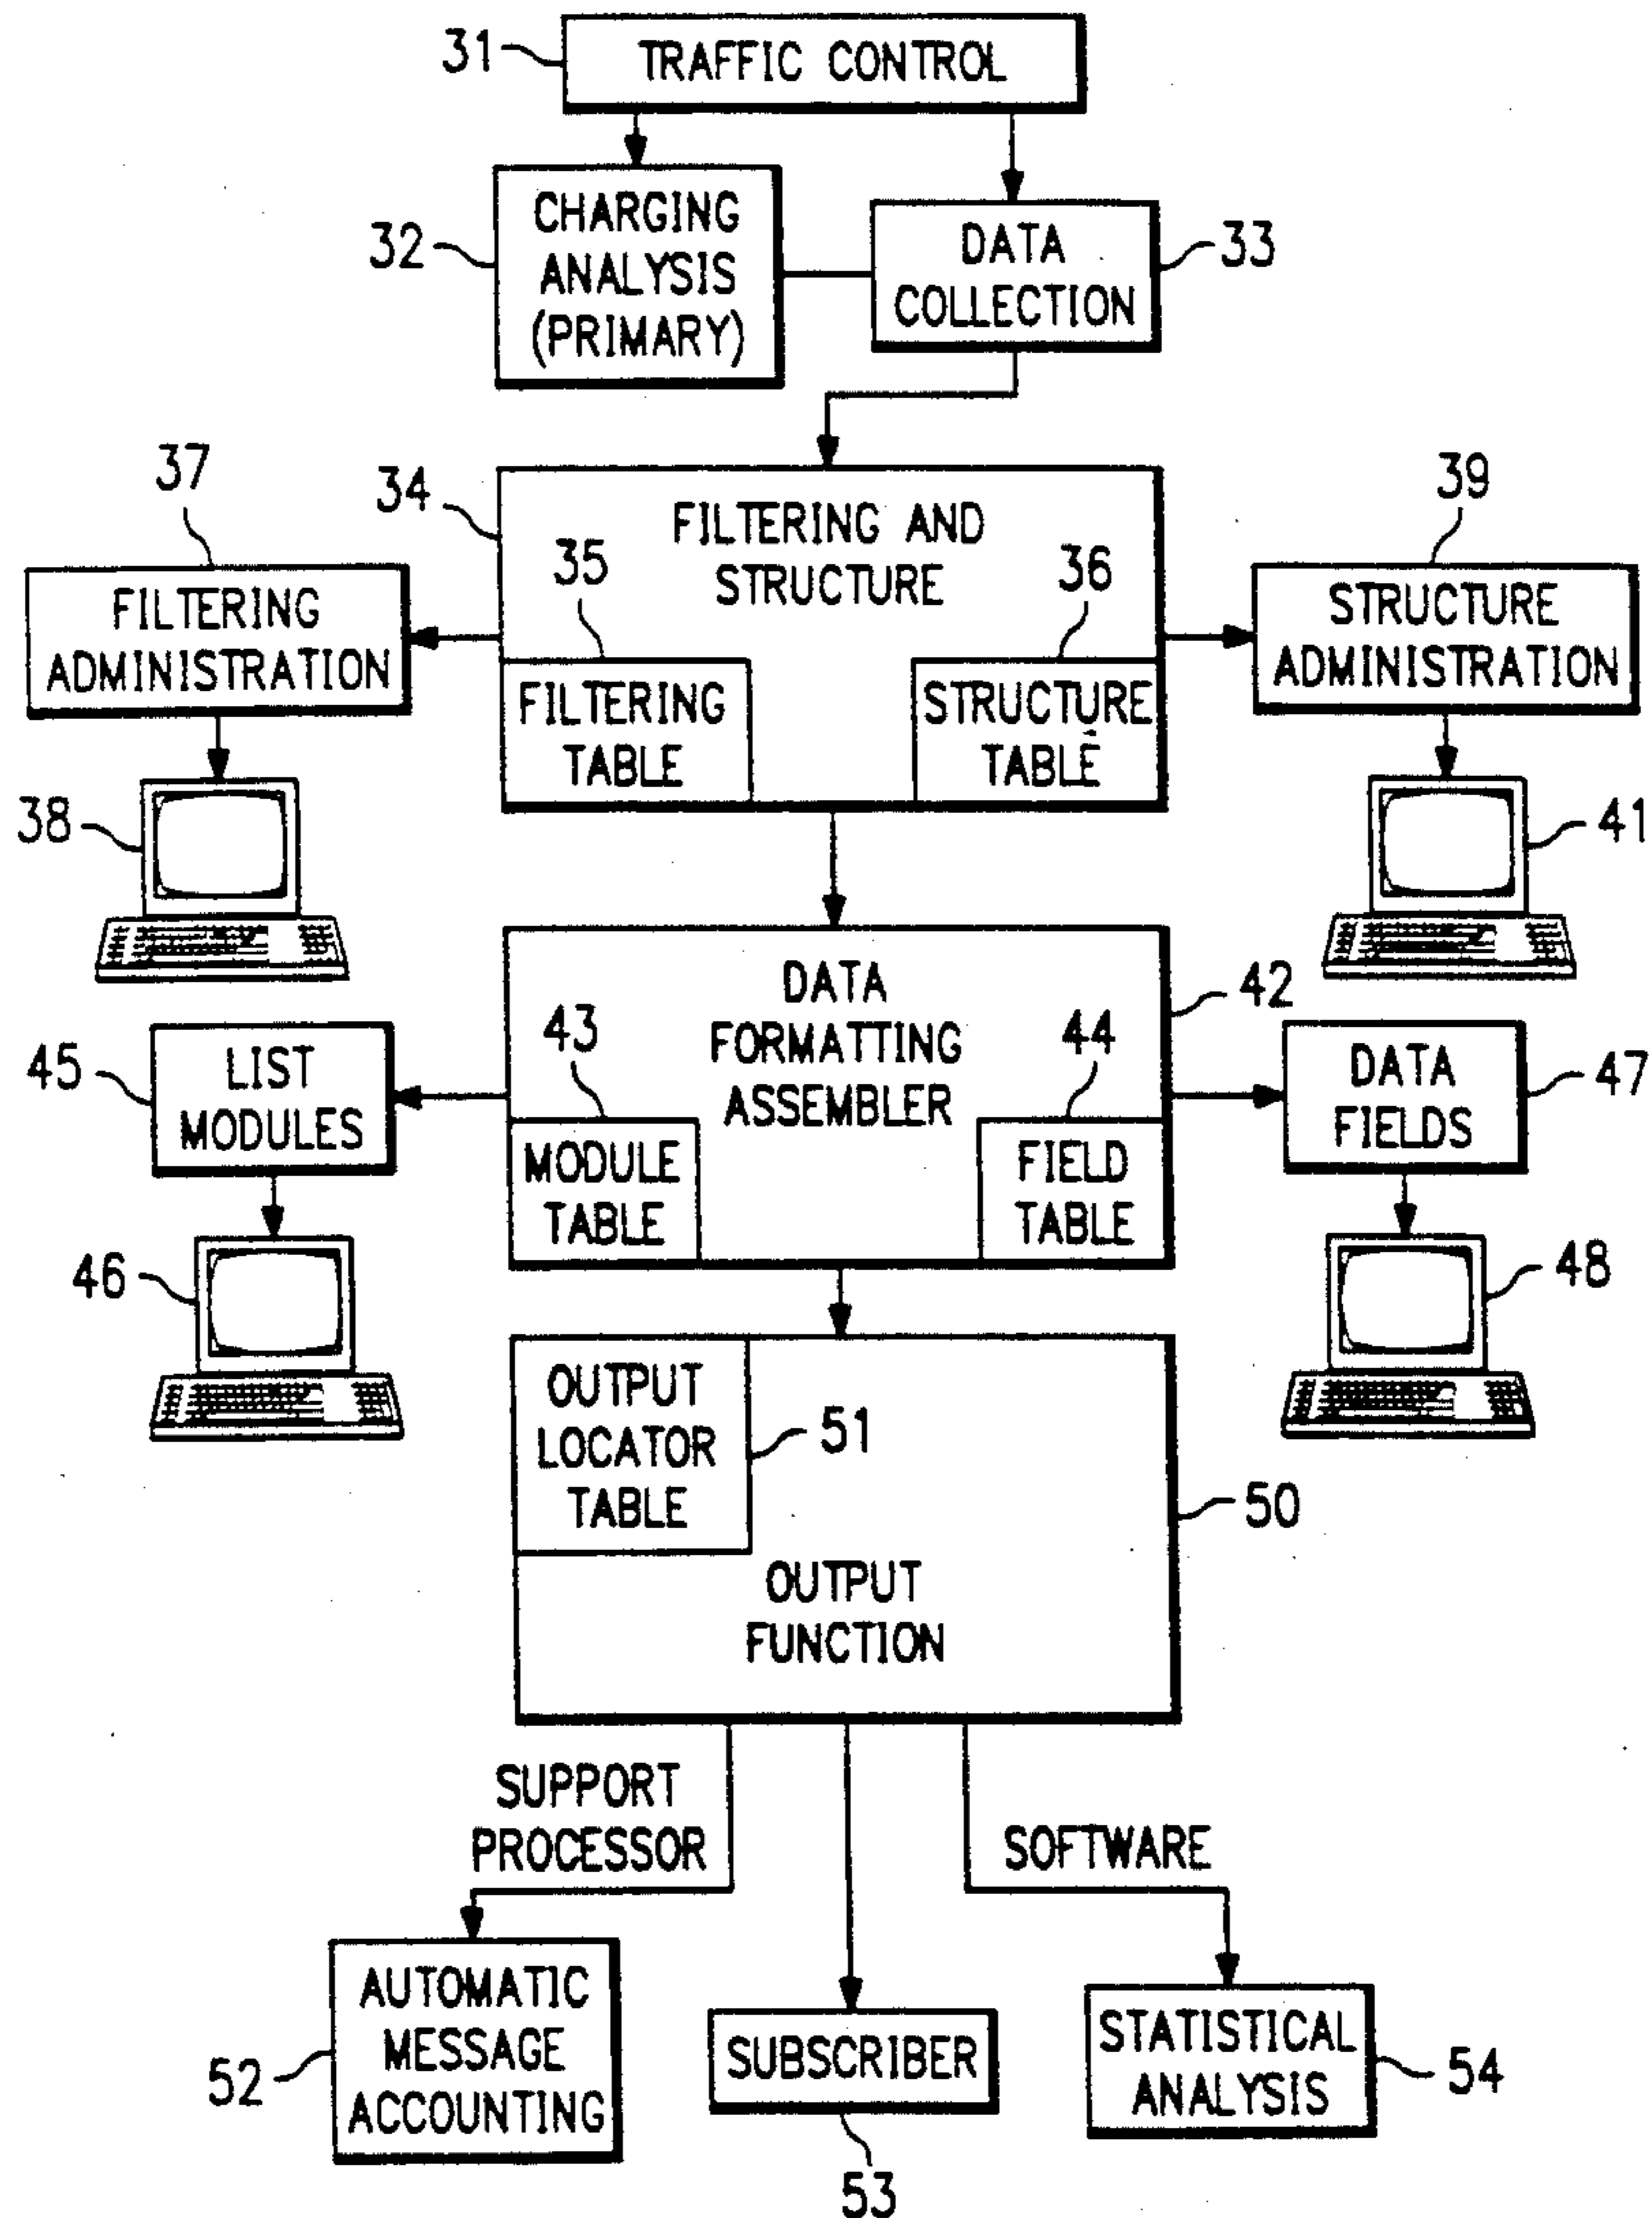 31
TRAFFIC CONTROL
32
CHARGING
ANALYSIS
(PRIMARY)
DATA
COLLECTION
33
34
FILTERING AND
STRUCTURE
35
FILTERING
TABLE
36
STRUCTURE
TABLE
37
FILTERING
ADMINISTRATION
38
39
STRUCTURE
ADMINISTRATION
41
DATA
FORMATTING
ASSEMBLER
42
43
MODULE
TABLE
44
FIELD
TABLE
45
LIST
MODULES
46
DATA
FIELDS
47
48
OUTPUT
LOCATOR
TABLE
51
50
OUTPUT
FUNCTION
SUPPORT
PROCESSOR
SOFTWARE
52
AUTOMATIC
MESSAGE
ACCOUNTING
SUBSCRIBER
53
STATISTICAL
ANALYSIS
54